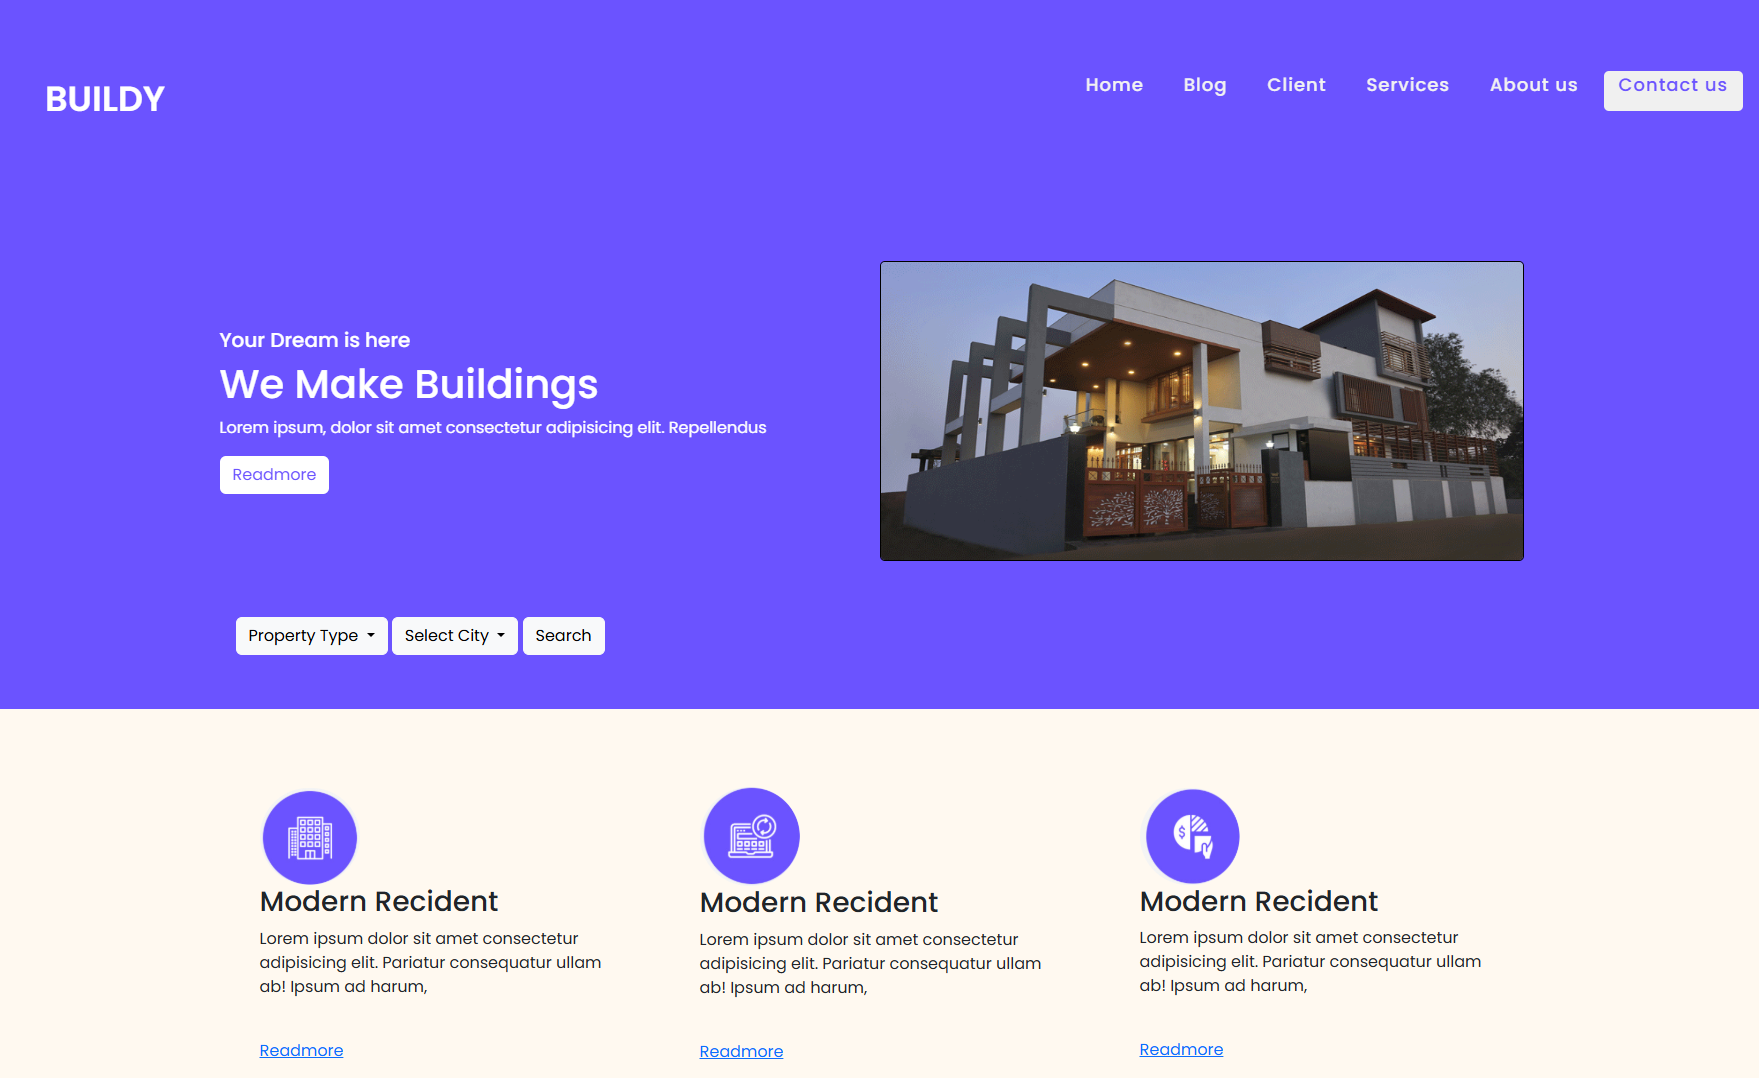 BUILDY
Home Blog Client Services About us Contact us
Your Dream is here
We Make Buildings
Lorem ipsum, dolor sit amet consectetur adipisicing elit. Repellendus
Readmore
Property Type Select City Search
Modern Recident
Lorem ipsum dolor sit amet consectetur
adipisicing elit. Pariatur consequatur ullam
ab! Ipsum ad harum,
Readmore
Modern Recident
Lorem ipsum dolor sit amet consectetur
adipisicing elit. Pariatur consequatur ullam
ab! Ipsum ad harum,
Readmore
$
Modern Recident
Lorem ipsum dolor sit amet consectetur
adipisicing elit. Pariatur consequatur ullam
ab! Ipsum ad harum,
Readmore